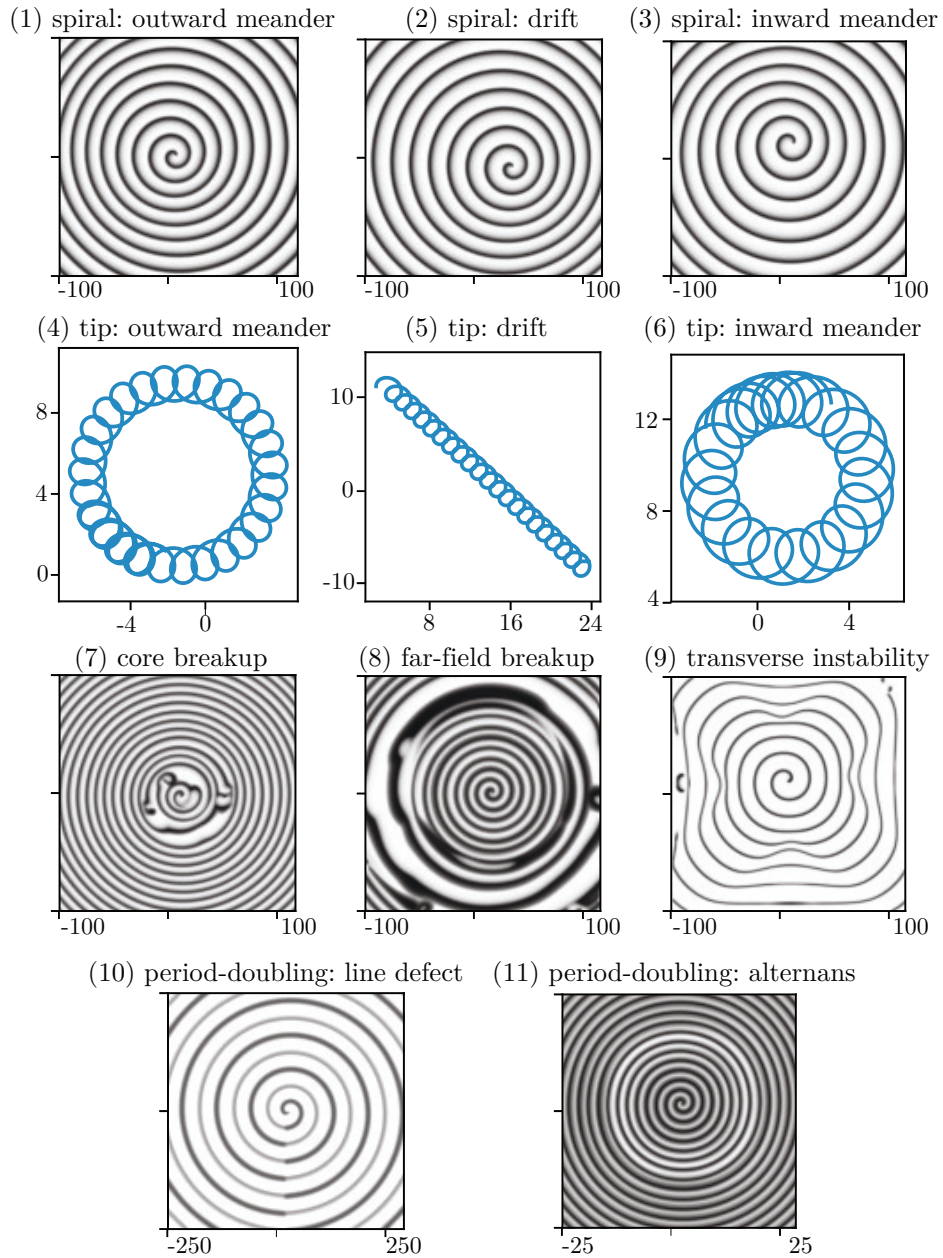 (1) spiral: outward meander
(2) spiral: drift
(3) spiral: inward meander
-100 100
-100 100
-100 100
(4) tip: outward meander
(5) tip: drift
(6) tip: inward meander
8
4
0
-4 0
10
0
-10
8 16 24
12
8
4
0 4
(7) core breakup
(8) far-field breakup
(9) transverse instability
-100 100
-100 100
-100 100
(10) period-doubling: line defect
(11) period-doubling: alternans
-250 250
-25 25